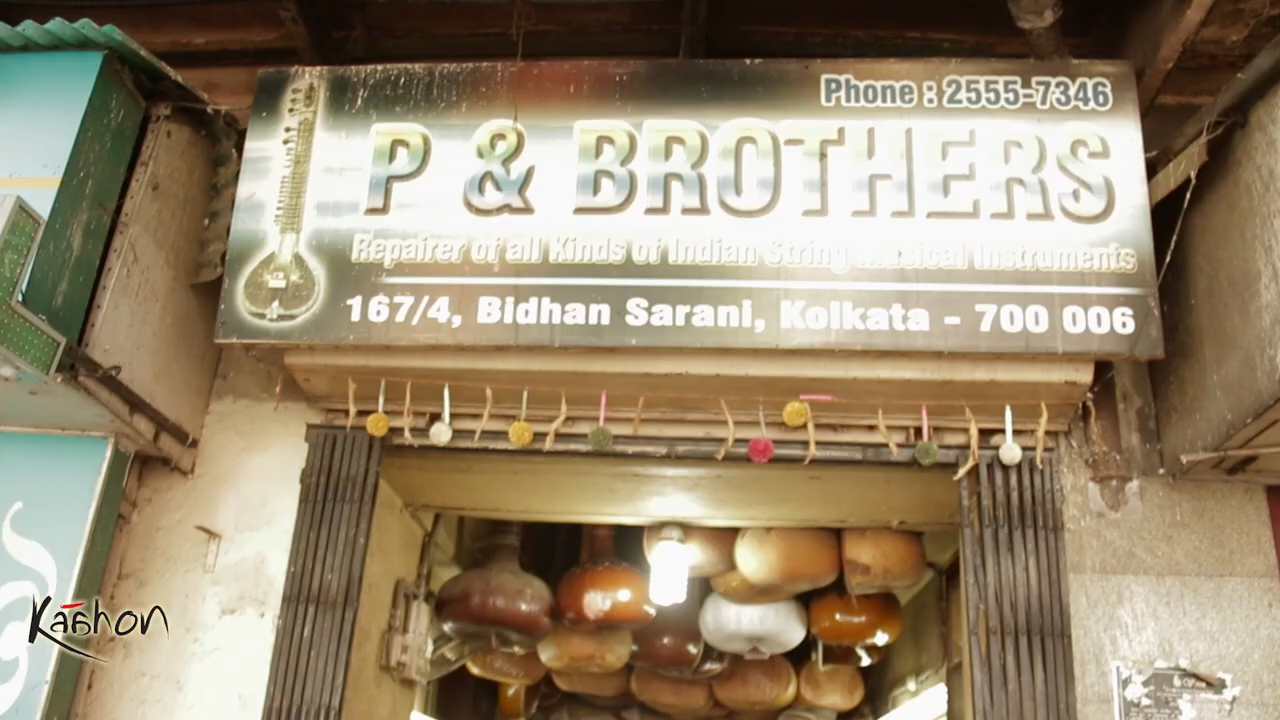 Phone : 2555-7346
P & BROTHERS
Repairer of all Kinds of Indian String Musical Instruments
167/4, Bidhan Sarani, Kolkata - 700 006
Kaahon